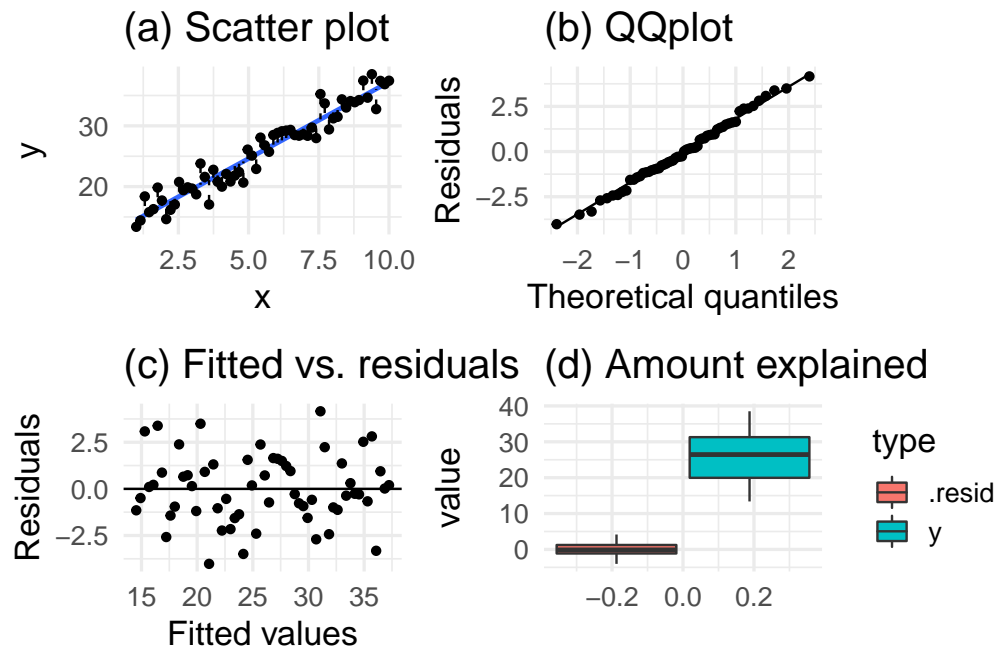 (a) Scatter plot
y
30
20
2.5
5.0
7.5
10.0
x
(b) QQplot
Residuals
2.5
0.0
−2.5
−2
−1
0
1
2
Theoretical quantiles
(c) Fitted vs. residuals
Residuals
2.5
0.0
−2.5
15
20
25
30
35
Fitted values
(d) Amount explained
value
40
30
20
10
0
−0.2
0.0
0.2
type
.resid
y